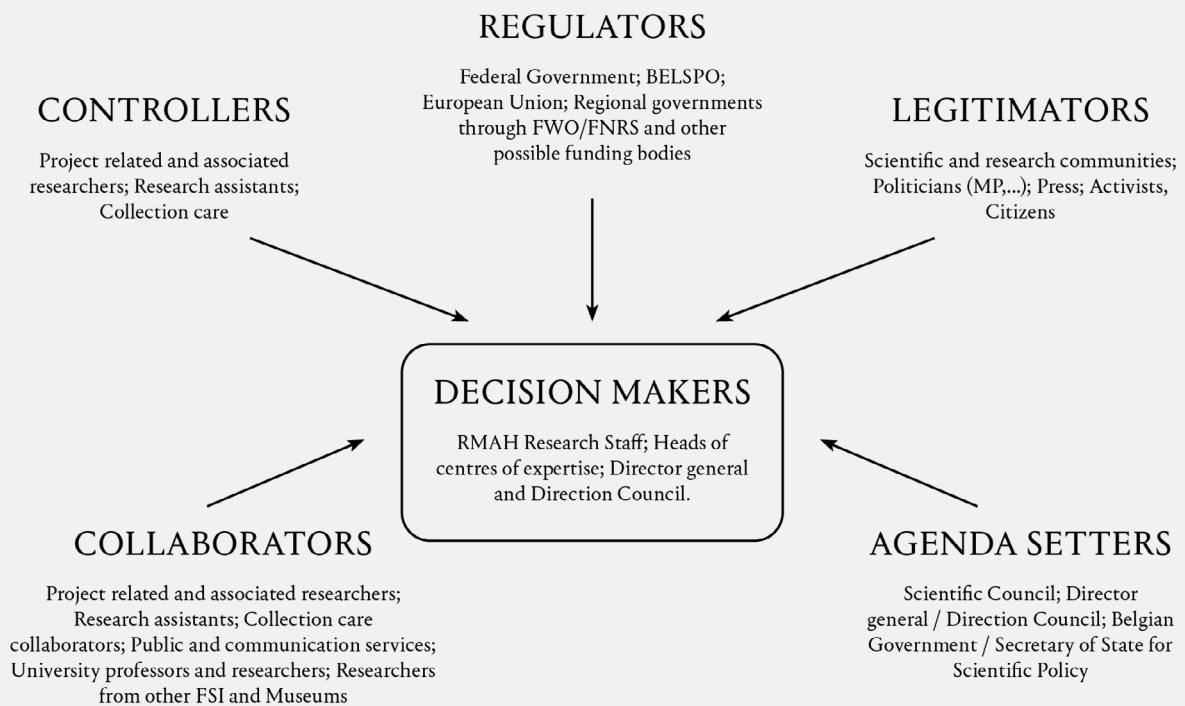 REGULATORS
Federal Government; BELSPO;
European Union; Regional governments
through FWO/FNRS and other
possible funding bodies
CONTROLLERS
Project related and associated
researchers; Research assistants;
Collection care
LEGITIMATORS
Scientific and research communities;
Politicians (MP,...); Press; Activists,
Citizens
DECISION MAKERS
RMAH Research Staff; Heads of
centres of expertise; Director general
and Direction Council.
COLLABORATORS
Project related and associated researchers;
Research assistants; Collection care
collaborators; Public and communication services;
University professors and researchers; Researchers
from other FSI and Museums
AGENDA SETTERS
Scientific Council; Director
general / Direction Council; Belgian
Government / Secretary of State for
Scientific Policy